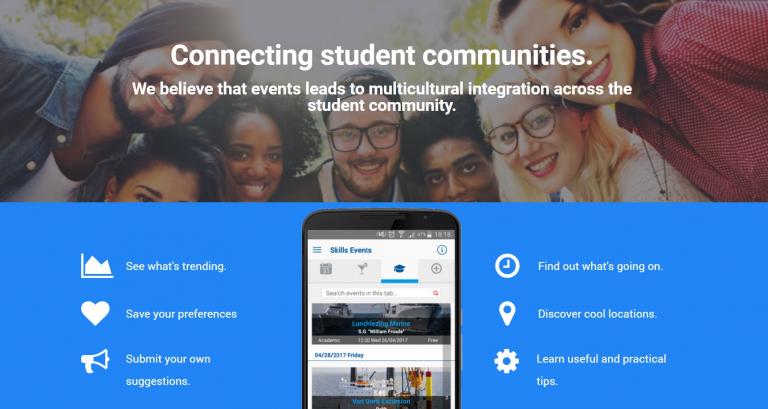 Connecting student communities.
We believe that events leads to multicultural integration across the
student community.
See what's trending.
Save your preferences
Submit your own
suggestions.
18:18
Skills Events
Search events in this tab...
Lunchlezing Marine
S.G. "William Froude"
Academic 12:30 Wed 26/04/2017 Free
04/28/2017 Friday
Van Oord Excursion
Find out what's going on.
Discover cool locations.
Learn useful and practical
tips.